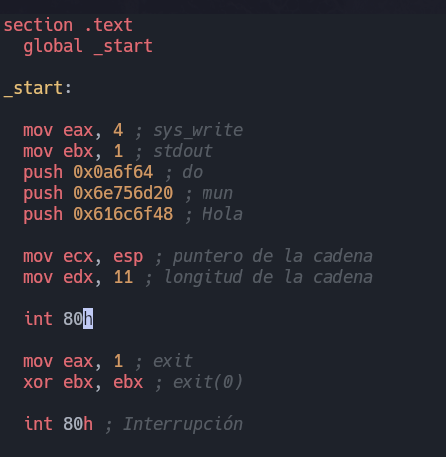 section .text
  global _start

_start:

  mov eax, 4 ; sys_write
  mov ebx, 1 ; stdout
  push 0x0a6f64 ; do
  push 0x6e756d20 ; mun
  push 0x616c6f48 ; Hola

  mov ecx, esp ; puntero de la cadena
  mov edx, 11 ; longitud de la cadena

  int 80h

  mov eax, 1 ; exit
  xor ebx, ebx ; exit(0)

  int 80h ; Interrupción